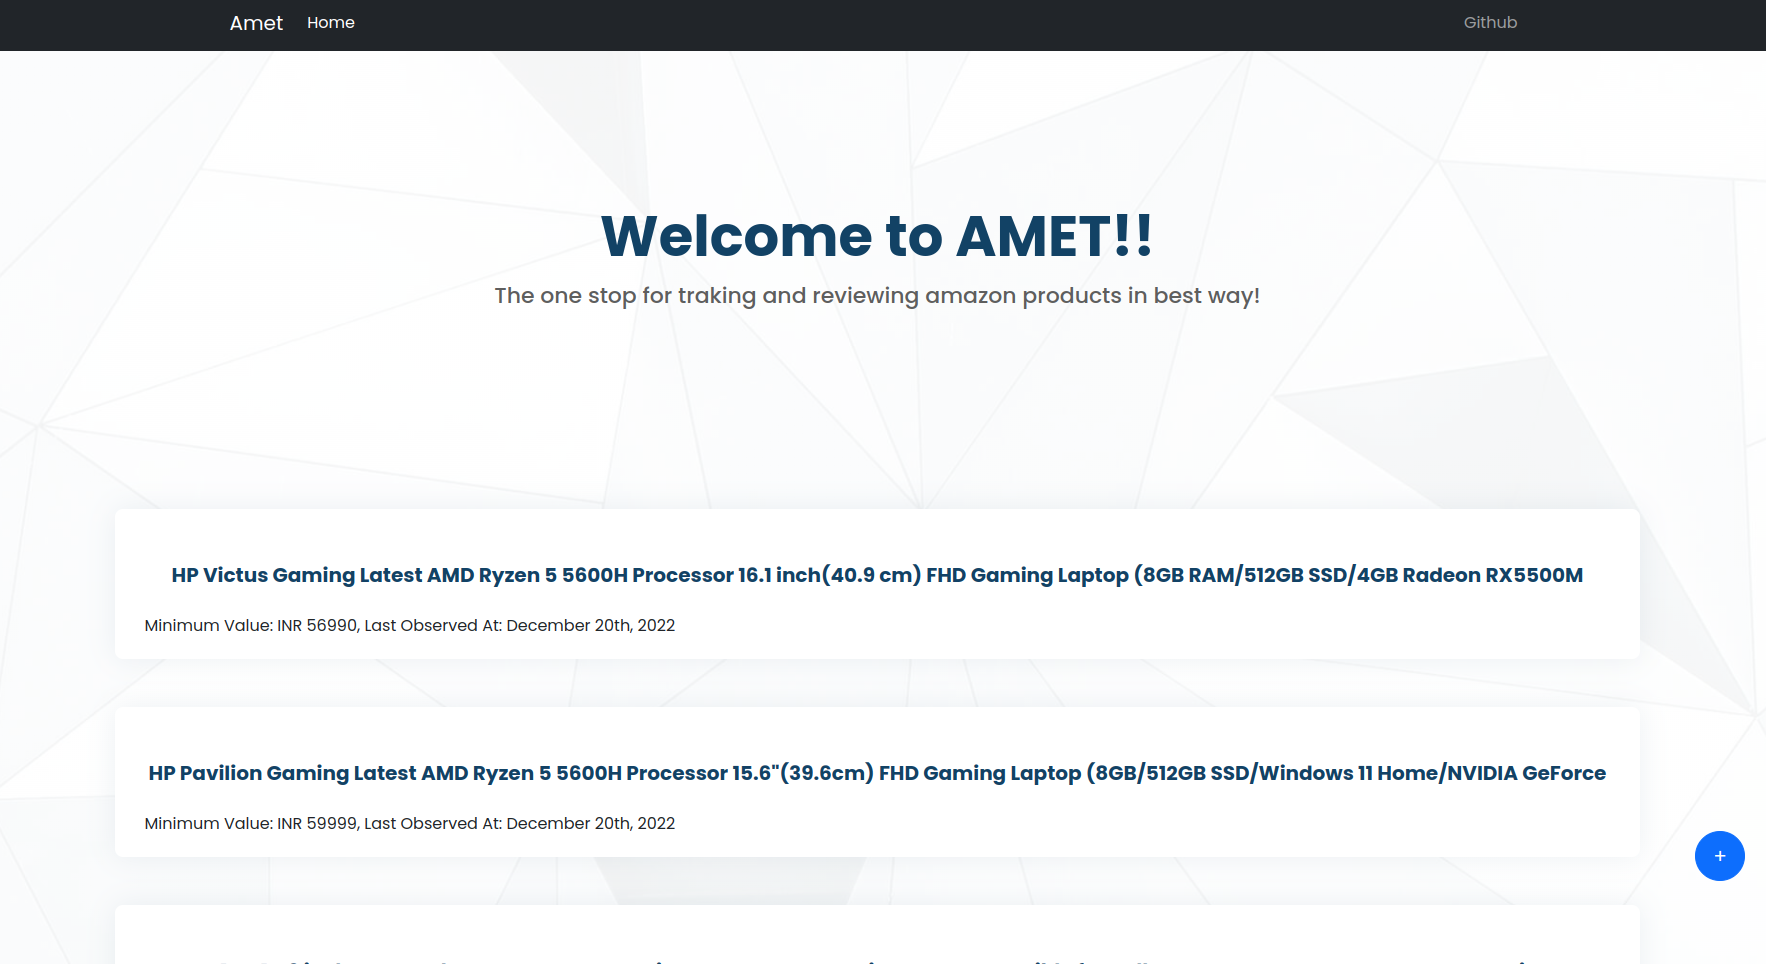 Amet Home Github
Welcome to AMET!!
The one stop for traking and reviewing amazon products in best way!
HP Victus Gaming Latest AMD Ryzen 5 5600H Processor 16.1 inch(40.9 cm) FHD Gaming Laptop (8GB RAM/512GB SSD/4GB Radeon RX5500M
Minimum Value: INR 56990, Last Observed At: December 20th, 2022
HP Pavilion Gaming Latest AMD Ryzen 5 5600H Processor 15.6"(39.6cm) FHD Gaming Laptop (8GB/512GB SSD/Windows 11 Home/NVIDIA GeForce
Minimum Value: INR 59999, Last Observed At: December 20th, 2022
+